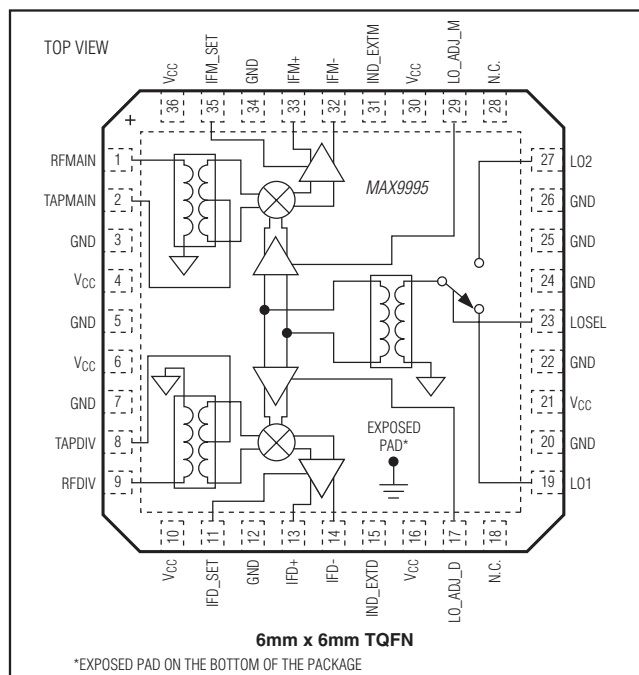 TOP VIEW
VCC
IFM_SET
GND
IFM+
IFM-
IND_EXTM
VCC
LO_ADJ_M
N.C.
36
35
34
33
32
31
30
29
28
+
MAX9995
RFMAIN 1
TAPMAIN 2
GND 3
VCC 4
GND 5
VCC 6
GND 7
TAPDIV 8
RFDIV 9
27 LO2
26 GND
25 GND
24 GND
23 LOSEL
22 GND
21 VCC
20 GND
19 LO1
EXPOSED
PAD*
10
11
12
13
14
15
16
17
18
VCC
IFD_SET
GND
IFD+
IFD-
IND_EXTD
VCC
LO_ADJ_D
N.C.
6mm x 6mm TQFN
*EXPOSED PAD ON THE BOTTOM OF THE PACKAGE